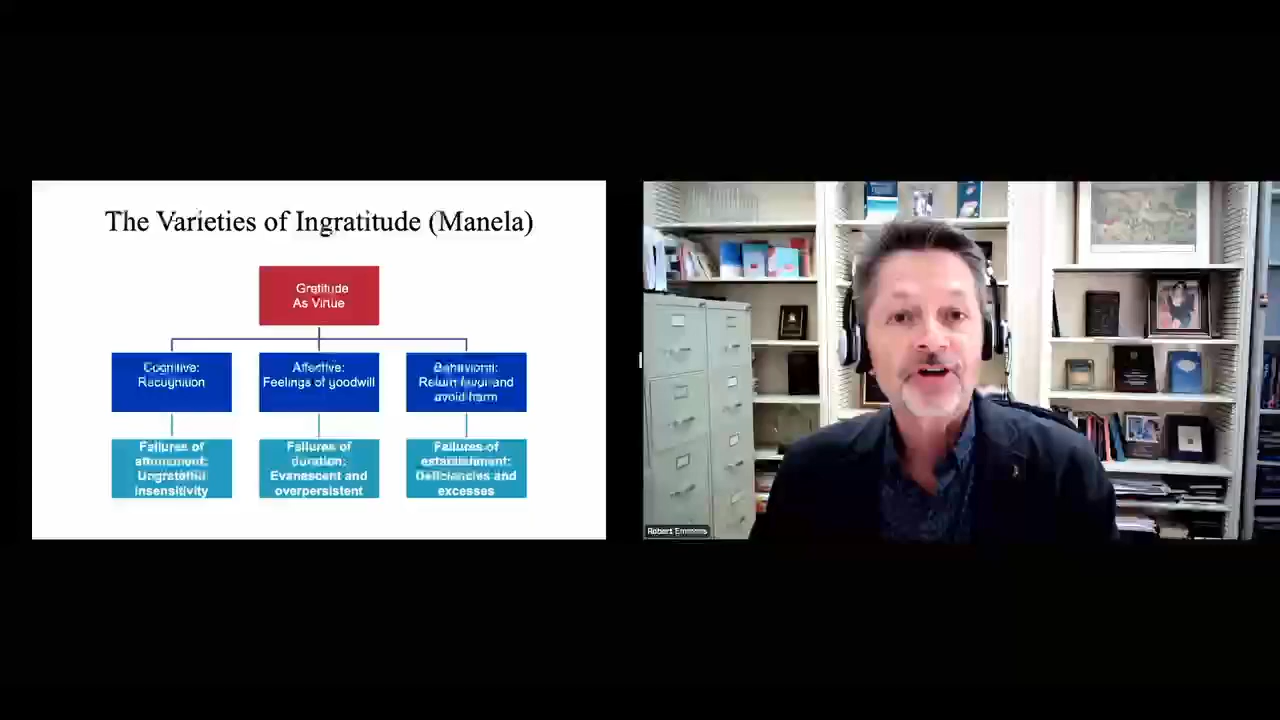 The Varieties of Ingratitude (Manela)
Gratitude
As Virtue
Cognitive:
Recognition
Affective:
Feelings of goodwill
Behavioral:
Return favor and
avoid harm
Failures of
attunement:
Ungrateful
insensitivity
Failures of
duration:
Evanescent and
overpersistent
Failures of
establishment:
Deficiencies and
excesses
Robert Emmons